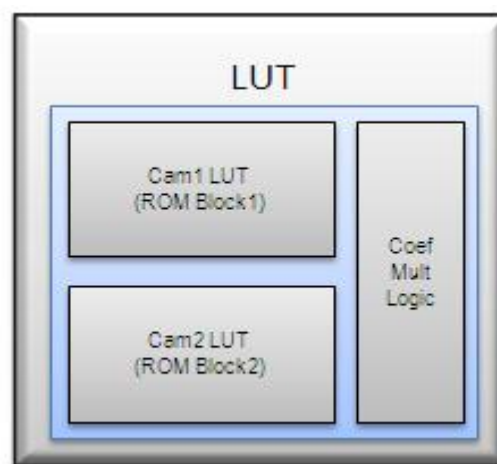 LUT
Cam1 LUT
(ROM Block1)
Coef
Mult
Logic
Cam2 LUT
(ROM Block2)